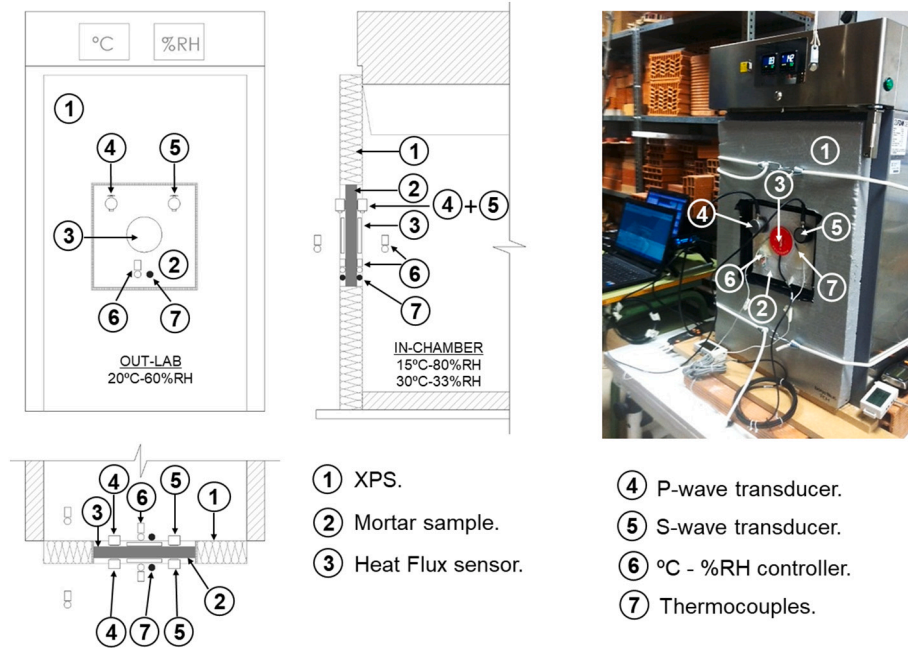 ºC
%RH
1
4
5
3
2
6
7
OUT-LAB
20ºC-60%RH
1
2
4+5
3
6
7
IN-CHAMBER
15ºC-80%RH
30ºC-33%RH
1
3
4
5
6
7
2
4
6
5
1
3
2
4
7
5
1 XPS.
2 Mortar sample.
3 Heat Flux sensor.
4 P-wave transducer.
5 S-wave transducer.
6 ºC - %RH controller.
7 Thermocouples.